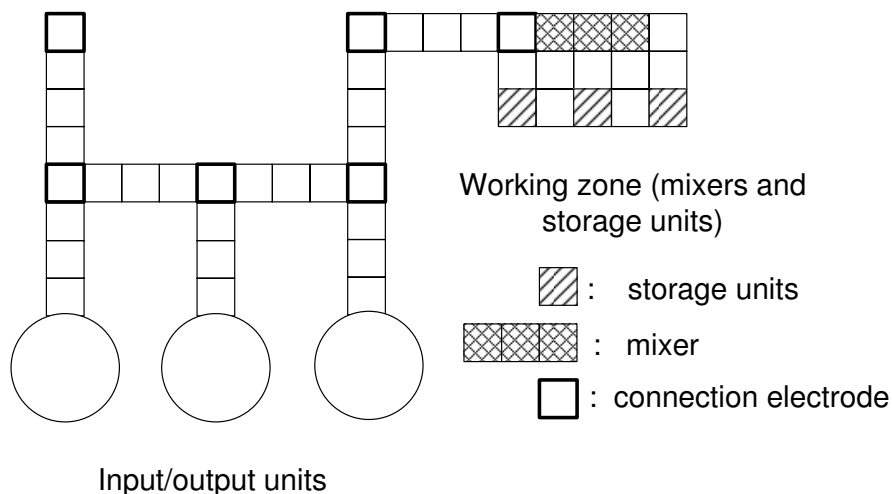 Working zone (mixers and
storage units)
: storage units
: mixer
: connection electrode
Input/output units